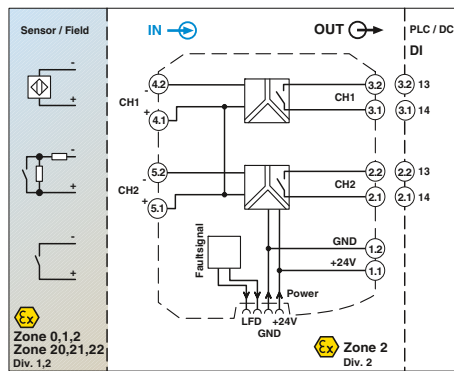 Sensor / Field
IN
OUT
PLC / DC
DI
-
+
-
+
-
+
4.2
-
CH1
+
4.1
3.2
CH1
3.1
3.2 13
3.1 14
5.2
-
CH2
+
5.1
2.2
CH2
2.1
2.2 13
2.1 14
Faultsignal
GND
1.2
+24V
1.1
Power
LFD
+24V
GND
Ex
Zone 0,1,2
Zone 20,21,22
Div. 1,2
Ex
Zone 2
Div. 2